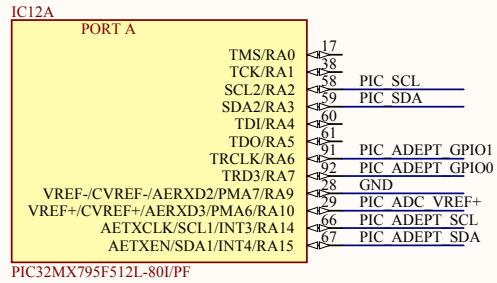 IC12A
PORT A
TMS/RA0 17
TCK/RA1 38
SCL2/RA2 58 PIC_SCL
SDA2/RA3 59 PIC_SDA
TDI/RA4 60
TDO/RA5 61
TRCLK/RA6 91 PIC_ADEPT_GPIO1
TRD3/RA7 92 PIC_ADEPT_GPIO0
VREF-/CVREF-/AERXD2/PMA7/RA9 28 GND
VREF+/CVREF+/AERXD3/PMA6/RA10 29 PIC_ADC_VREF+
AETXCLK/SCL1/INT3/RA14 66 PIC_ADEPT_SCL
AETXEN/SDA1/INT4/RA15 67 PIC_ADEPT_SDA
PIC32MX795F512L-80I/PF